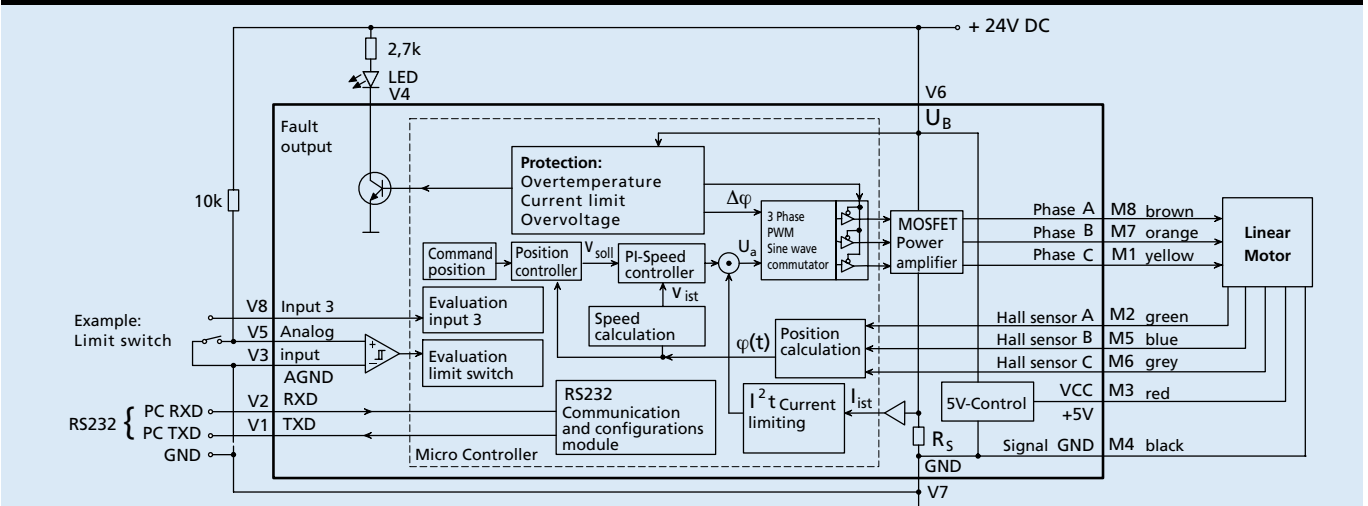 + 24V DC
2,7k
LED
V4
V6
U_B
Fault
output
Protection:
Overtemperature
Current limit
Overvoltage
10k
Δφ
3 Phase
PWM
Sine wave
commutator
MOSFET
Power
amplifier
Phase A
M8 brown
Phase B
M7 orange
Phase C
M1 yellow
Linear
Motor
Command
position
Position
controller
V_soll
PI-Speed
controller
U_a
V_ist
V8 Input 3
Evaluation
input 3
Speed
calculation
Example:
Limit switch
V5 Analog
V3 input
AGND
Evaluation
limit switch
φ(t)
Position
calculation
Hall sensor A
M2 green
Hall sensor B
M5 blue
Hall sensor C
M6 grey
RS232 {
PC RXD
V2 RXD
PC TXD
V1 TXD
GND
RS232
Communication
and configurations
module
I²t Current
limiting
I_ist
5V-Control
VCC
M3 red
+5V
R_S
Signal GND
M4 black
Micro Controller
GND
V7